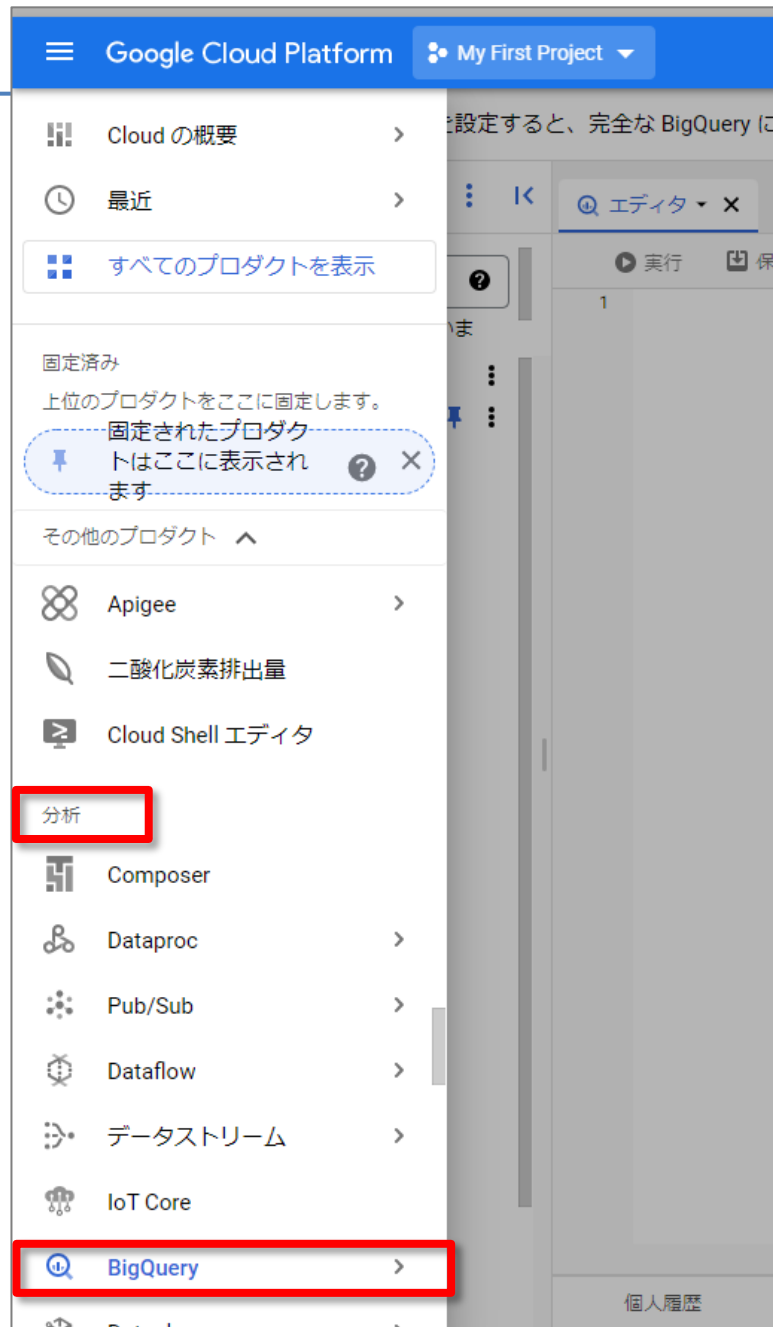 Google Cloud Platform
My First Project
Cloud の概要
を設定すると、完全な BigQuery に
最近
エディタ
すべてのプロダクトを表示
実行
保
1
いま
固定済み
上位のプロダクトをここに固定します。
固定されたプロダク
トはここに表示され
ます
その他のプロダクト
Apigee
二酸化炭素排出量
Cloud Shell エディタ
分析
Composer
Dataproc
Pub/Sub
Dataflow
データストリーム
IoT Core
BigQuery
個人履歴